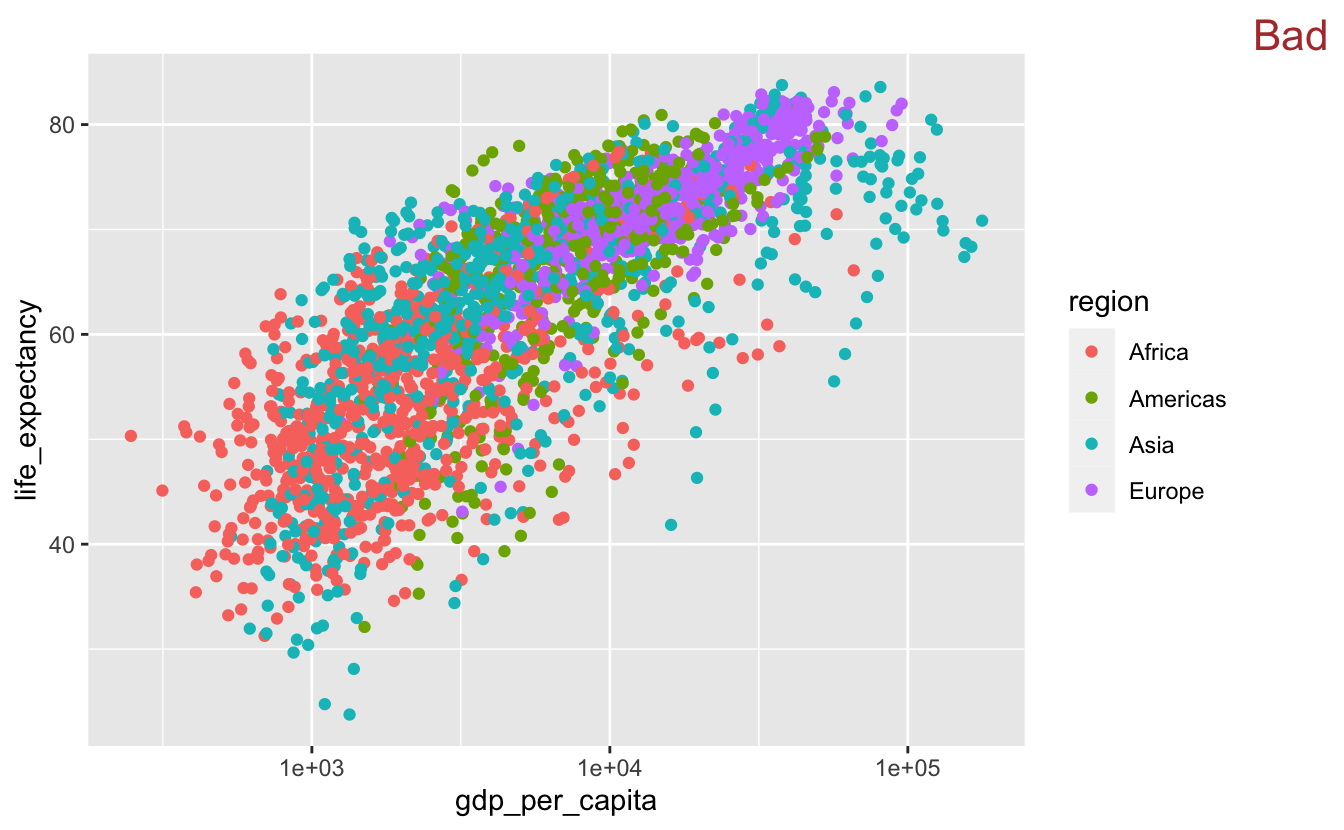 Bad
80
60
40
life_expectancy
1e+03
1e+04
1e+05
gdp_per_capita
region
Africa
Americas
Asia
Europe